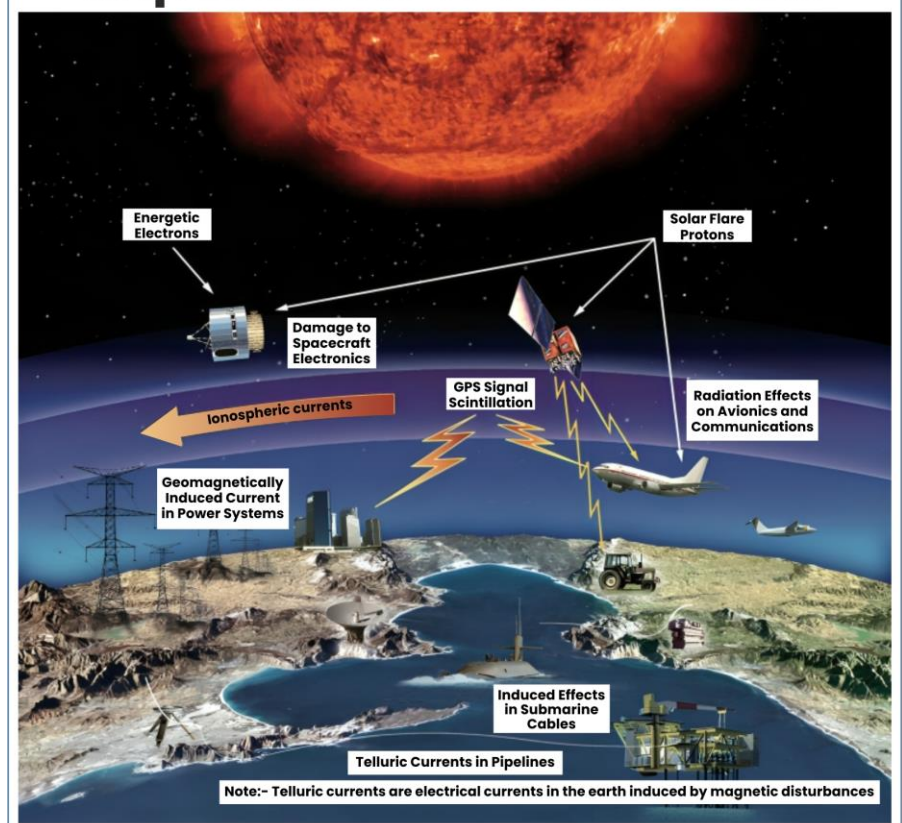 Energetic
Electrons
Solar Flare
Protons
Damage to
Spacecraft
Electronics
GPS Signal
Scintillation
Radiation Effects
on Avionics and
Communications
Ionospheric currents
Geomagnetically
Induced Current
in Power Systems
Induced Effects
in Submarine
Cables
Telluric Currents in Pipelines
Note:- Telluric currents are electrical currents in the earth induced by magnetic disturbances